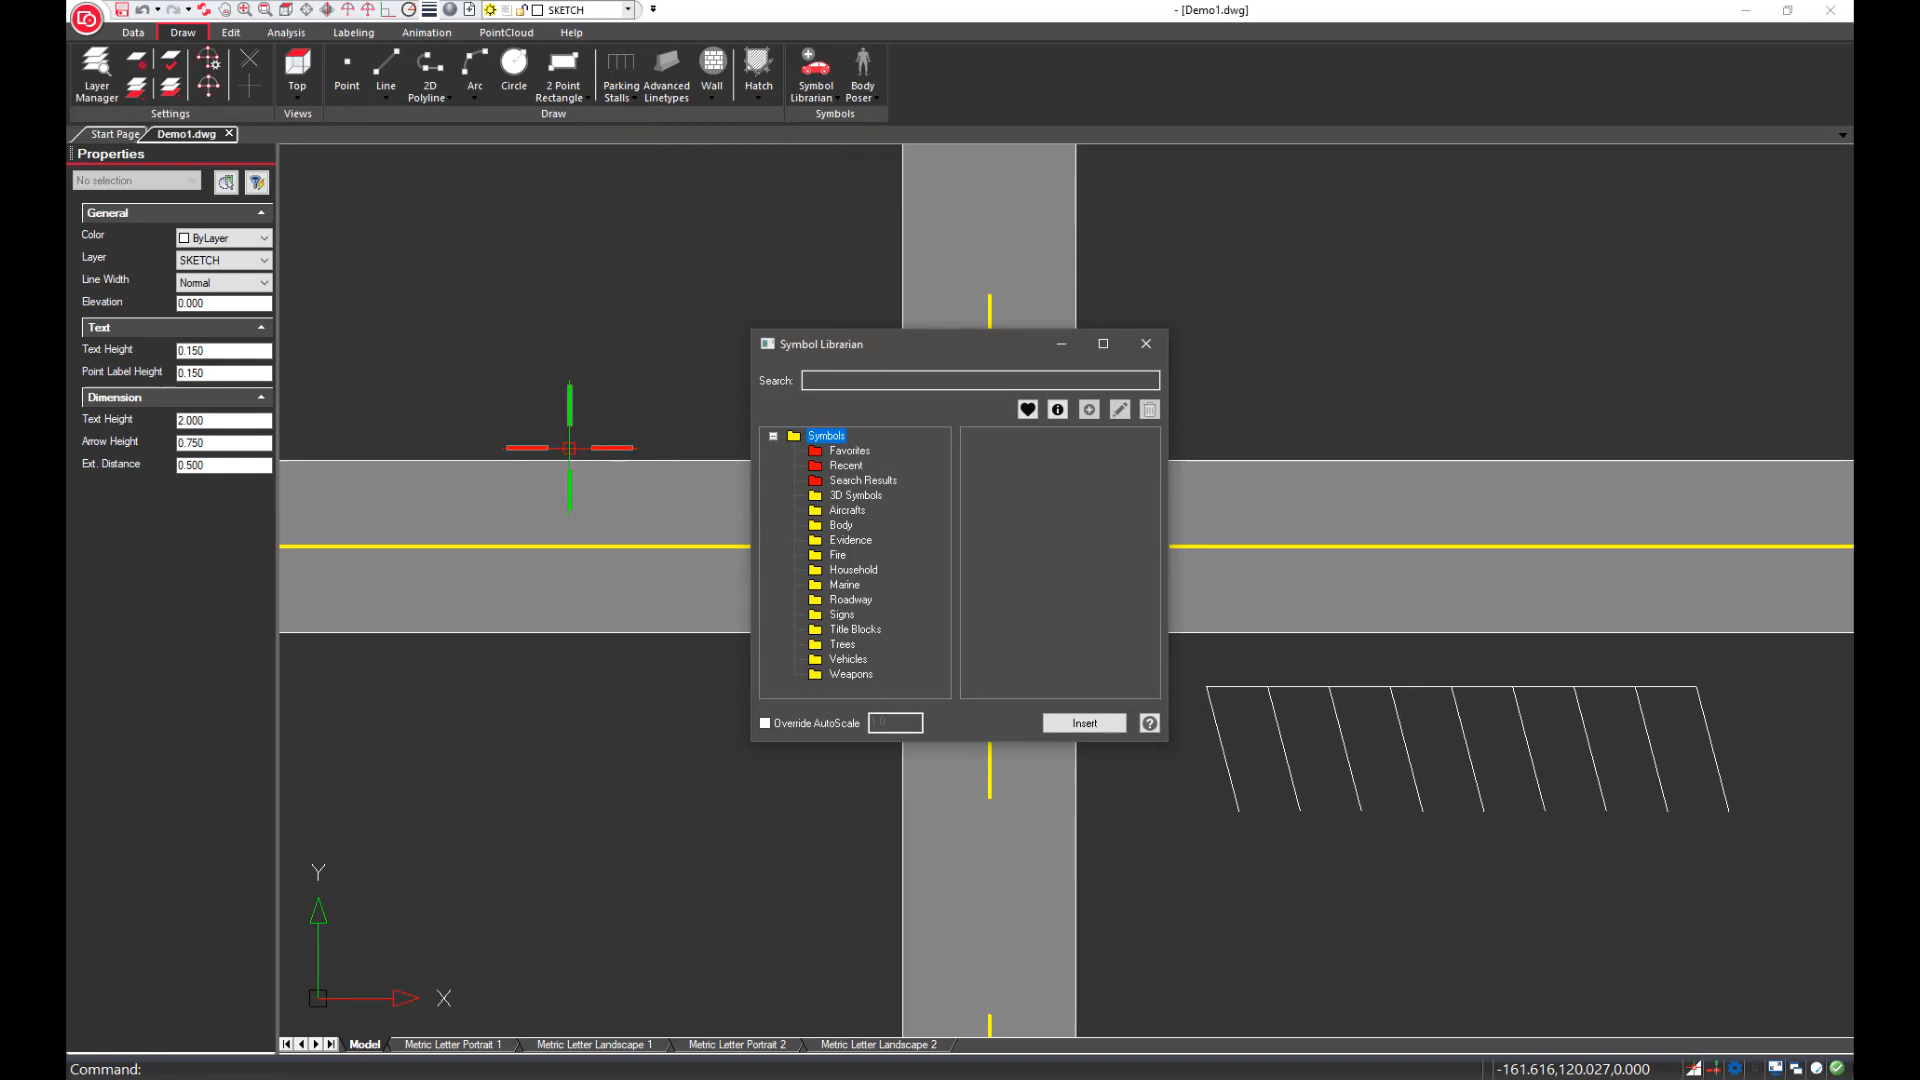 SKETCH
- [Demo1.dwg]
Data Draw Edit Analysis Labeling Animation PointCloud Help
Layer Manager
Top
Point
Line
2D Polyline
Arc
Circle
2 Point Rectangle
Parking Stalls
Advanced Linetypes
Wall
Hatch
Symbol Librarian
Body Poser
Settings Views Draw Symbols
Start Page Demo1.dwg
Properties
No selection
General
Color ByLayer
Layer SKETCH
Line Width Normal
Elevation 0.000
Text
Text Height 0.150
Point Label Height 0.150
Dimension
Text Height 2.000
Arrow Height 0.750
Ext. Distance 0.500
Symbol Librarian
Search:
Symbols
Favorites
Recent
Search Results
3D Symbols
Aircrafts
Body
Evidence
Fire
Household
Marine
Roadway
Signs
Title Blocks
Trees
Vehicles
Weapons
Override AutoScale 1.0 Insert
Y
X
Model Metric Letter Portrait 1 Metric Letter Landscape 1 Metric Letter Portrait 2 Metric Letter Landscape 2
Command: -161.616,120.027,0.000